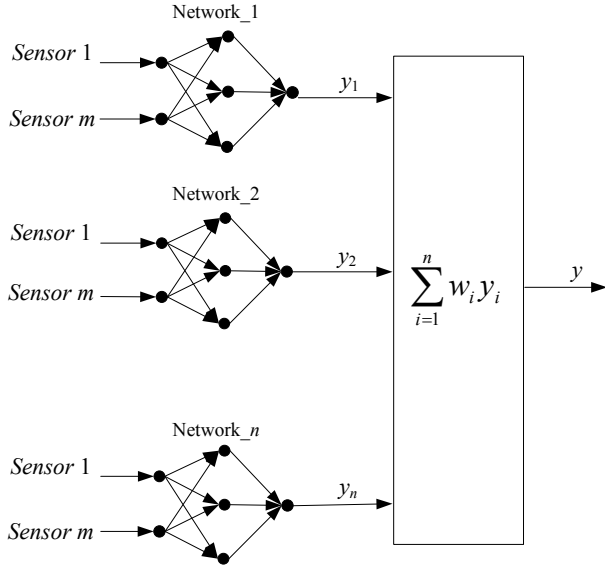 Network_1
Sensor 1
Sensor m
y₁
Network_2
Sensor 1
Sensor m
y₂
n
∑ wᵢ yᵢ
i=1
y
Network_n
Sensor 1
Sensor m
yₙ